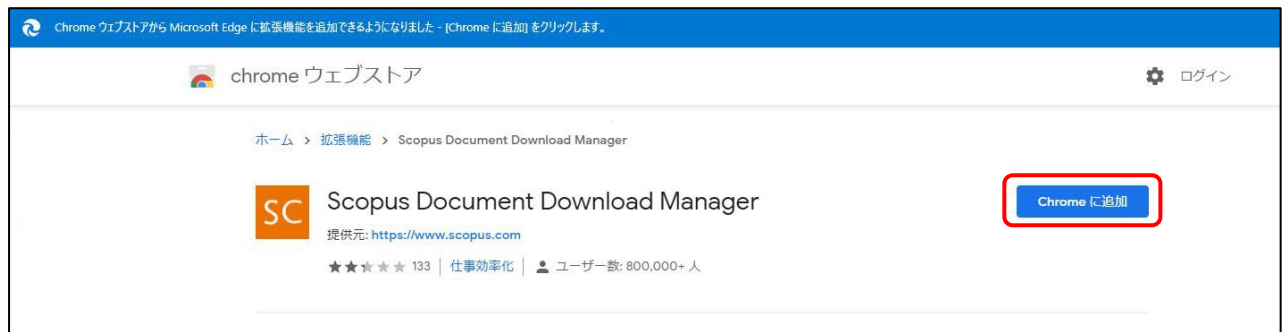 Chrome ウェブストアから Microsoft Edge に拡張機能を追加できるようになりました - [Chrome に追加] をクリックします。
chrome ウェブストア
ログイン
ホーム > 拡張機能 > Scopus Document Download Manager
SC
Scopus Document Download Manager
Chrome に追加
提供元: https://www.scopus.com
★★★★★ 133 | 仕事効率化 | ユーザー数: 800,000+ 人